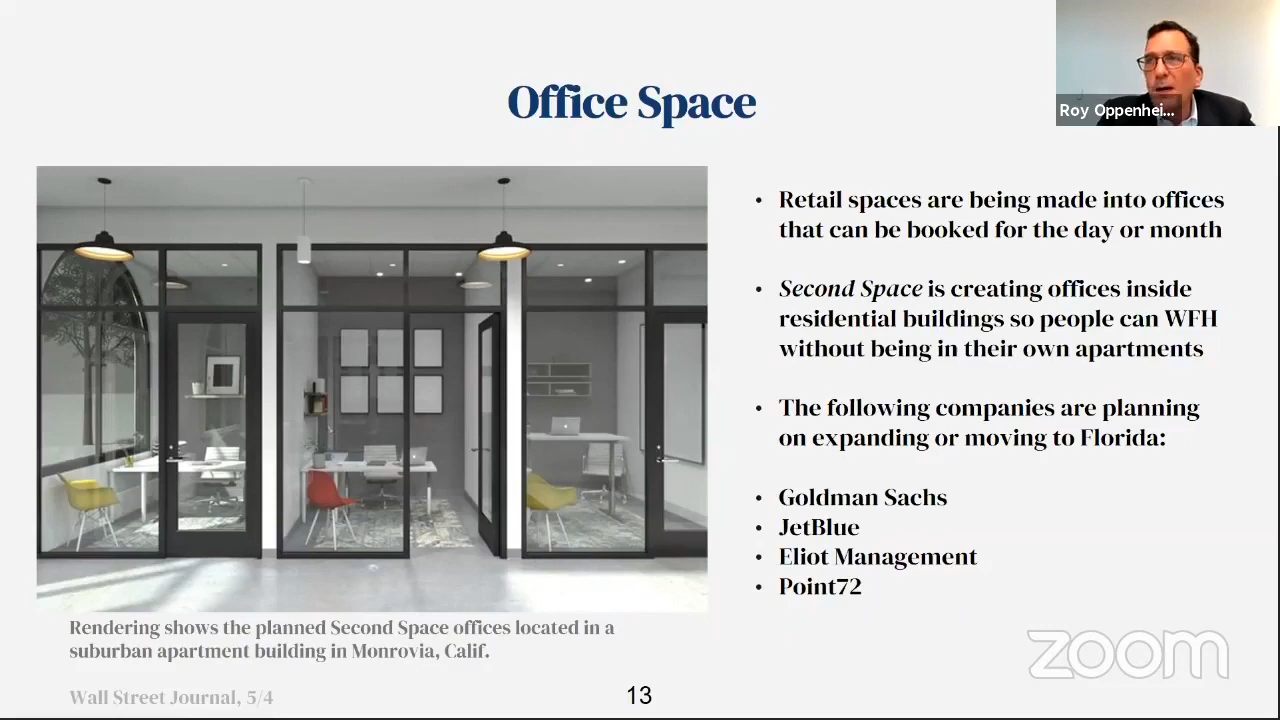 Office Space
Roy Oppenhei...
• Retail spaces are being made into offices
that can be booked for the day or month
• Second Space is creating offices inside
residential buildings so people can WFH
without being in their own apartments
• The following companies are planning
on expanding or moving to Florida:
• Goldman Sachs
• JetBlue
• Eliot Management
• Point72
Rendering shows the planned Second Space offices located in a
suburban apartment building in Monrovia, Calif.
Wall Street Journal, 5/4
13
zoom